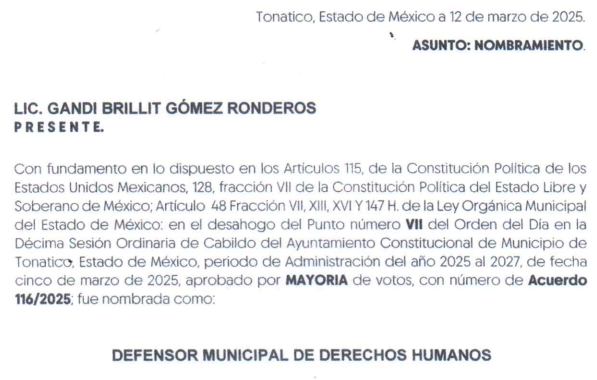 Tonatico, Estado de México a 12 de marzo de 2025.
ASUNTO: NOMBRAMIENTO.
LIC. GANDI BRILLIT GÓMEZ RONDEROS
PRESENTE.
Con fundamento en lo dispuesto en los Artículos 115, de la Constitución Política de los
Estados Unidos Mexicanos, 128, fracción VII de la Constitución Política del Estado Libre y
Soberano de México; Artículo 48 Fracción VII, XIII, XVI Y 147 H. de la Ley Orgánica Municipal
del Estado de México: en el desahogo del Punto número VII del Orden del Día en la
Décima Sesión Ordinaria de Cabildo del Ayuntamiento Constitucional de Municipio de
Tonatico, Estado de México, periodo de Administración del año 2025 al 2027, de fecha
cinco de marzo de 2025, aprobado por MAYORIA de votos, con número de Acuerdo
116/2025; fue nombrada como:
DEFENSOR MUNICIPAL DE DERECHOS HUMANOS